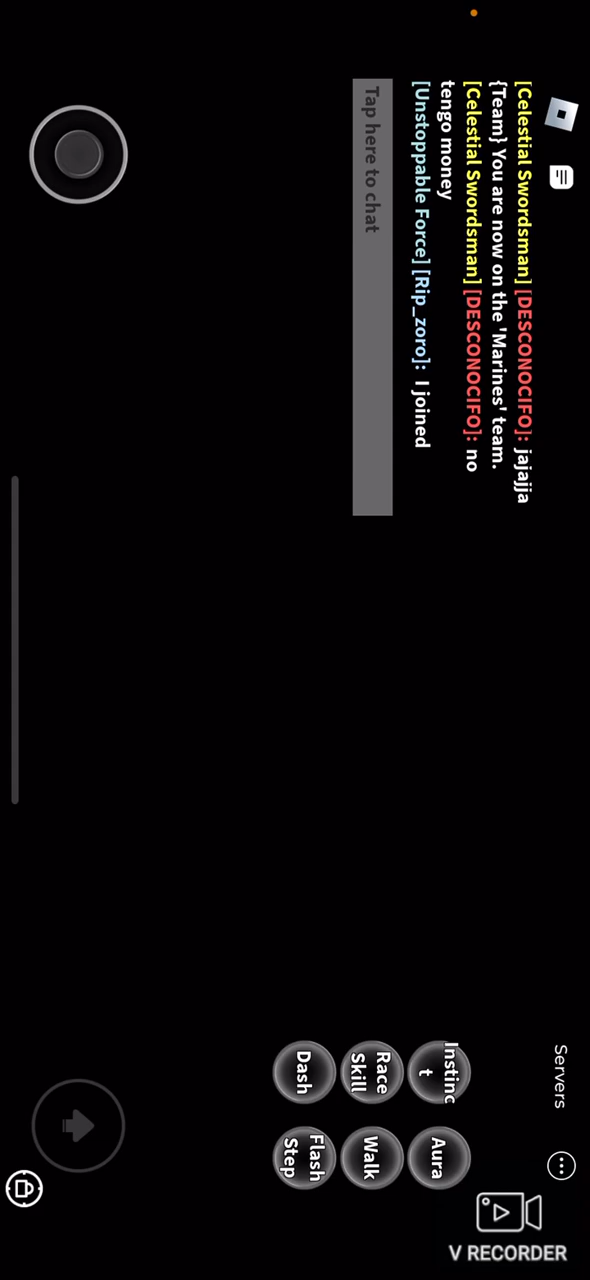 [Celestial Swordsman] [DESCONOCIFO]: jajajja
{Team} You are now on the 'Marines' team.
[Celestial Swordsman] [DESCONOCIFO]: no
tengo money
[Unstoppable Force] [Rip_zoro]: I joined
Tap here to chat
Servers
Instinc
t
Aura
Race
Skill
Walk
Dash
Flash
Step
V RECORDER